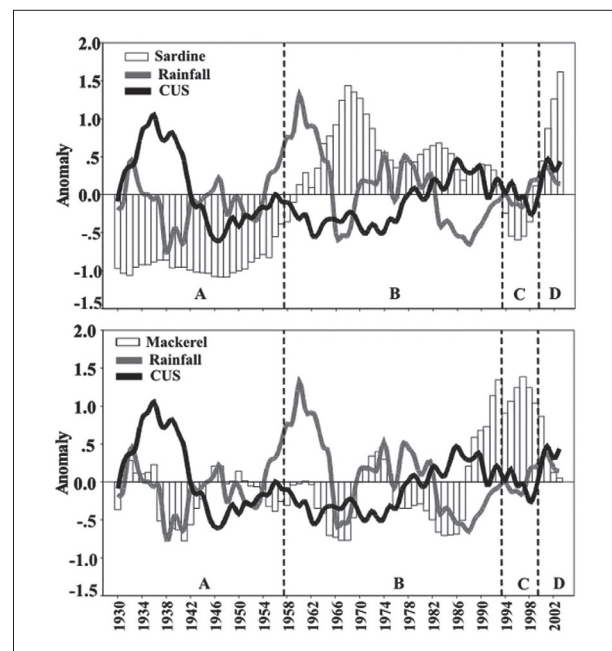 2.0
Sardine
Rainfall
CUS
1.5
1.0
.5
0.0
-.5
-1.0
-1.5
Anomaly
A
B
C
D
2.0
Mackerel
Rainfall
CUS
1.5
1.0
.5
0.0
-.5
-1.0
-1.5
Anomaly
A
B
C
D
1930
1934
1938
1942
1946
1950
1954
1958
1962
1966
1970
1974
1978
1982
1986
1990
1994
1998
2002